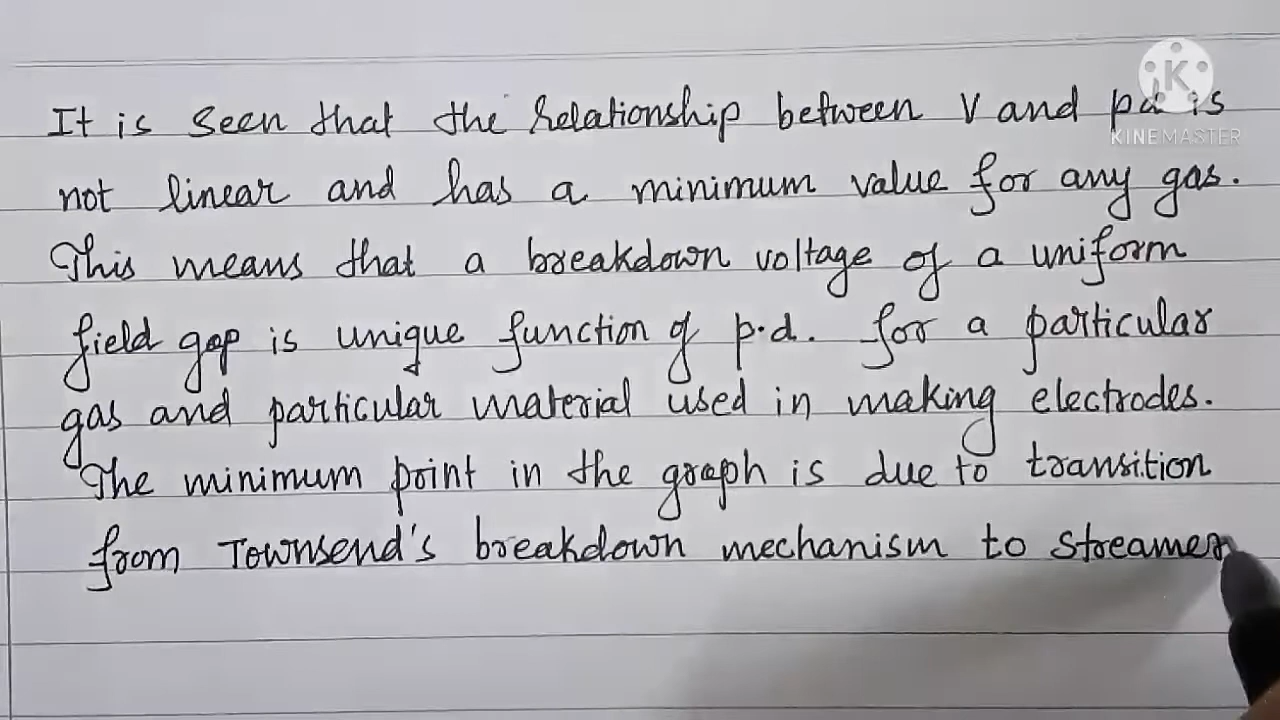 It is seen that the relationship between V and pd is
KINEMASTER
not linear and has a minimum value for any gas.
This means that a breakdown voltage of a uniform
field gap is unique function of p.d. for a particular
gas and particular material used in making electrodes.
The minimum point in the graph is due to transition
from Townsend's breakdown mechanism to streamer